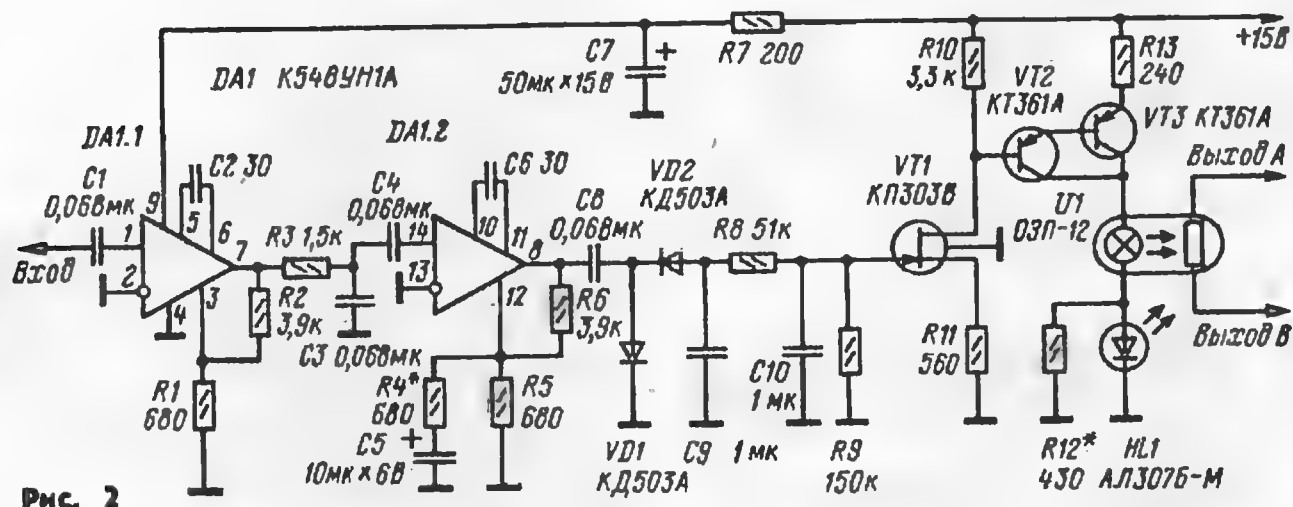 +15В
R7 200
C7
+
50мк×15В
R10
3,3к
R13
240
VT2
КТ361А
VT3 КТ361А
DA1 К548УН1А
DA1.1
DA1.2
C1
0,068мк
Вход
9
1
2
4
5
6
7
3
C2 30
R3 1,5к
R2
3,9к
C3 0,068мк
R1
680
C4
0,068мк
14
13
10
11
8
12
C6 30
R6
3,9к
R4*
680
C5
+
10мк×6В
R5
680
C8
0,068мк
VD2
КД503А
VD1
КД503А
R8 51к
C9
1мк
C10
1мк
R9
150к
VT1
КП303В
R11
560
Выход А
U1
ОЭП-12
Выход В
R12*
430
HL1
АЛ307Б-М
Рис. 2